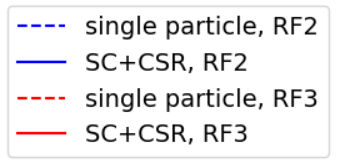 single particle, RF2
SC+CSR, RF2
single particle, RF3
SC+CSR, RF3